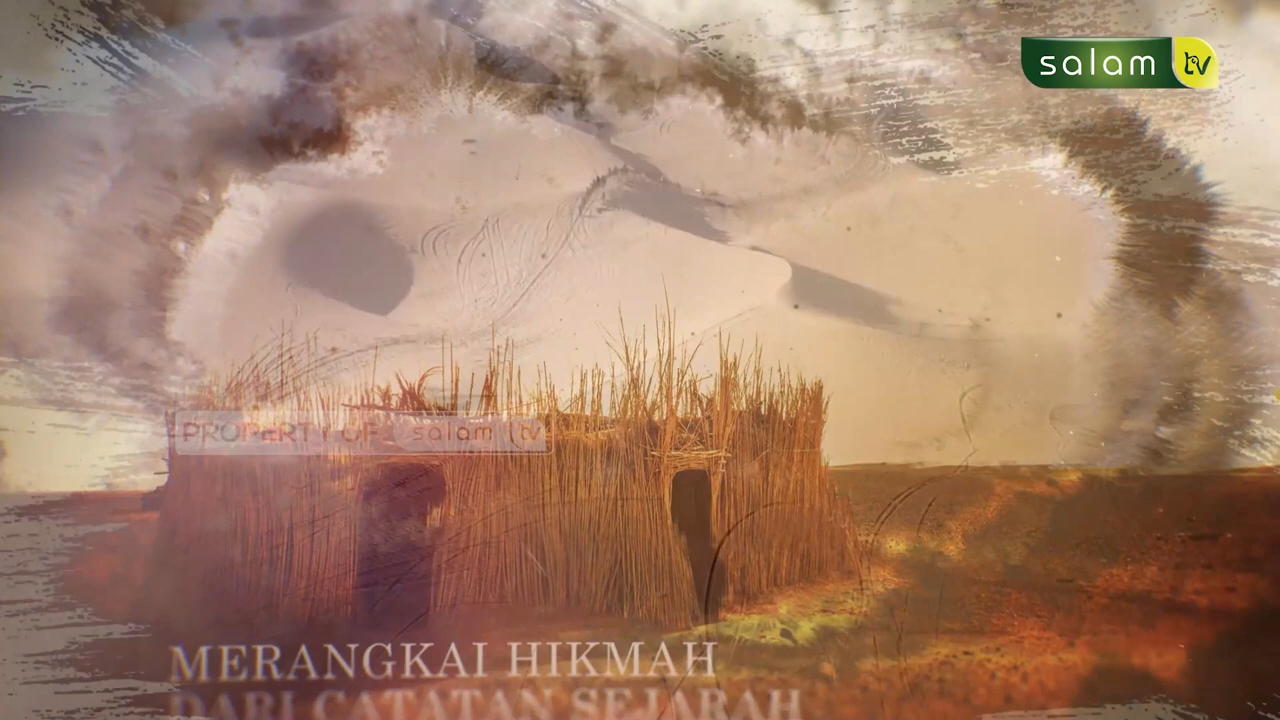 salam tv
PROPERTY OF salam tv
MERANGKAI HIKMAH
DARI CATATAN SEJARAH